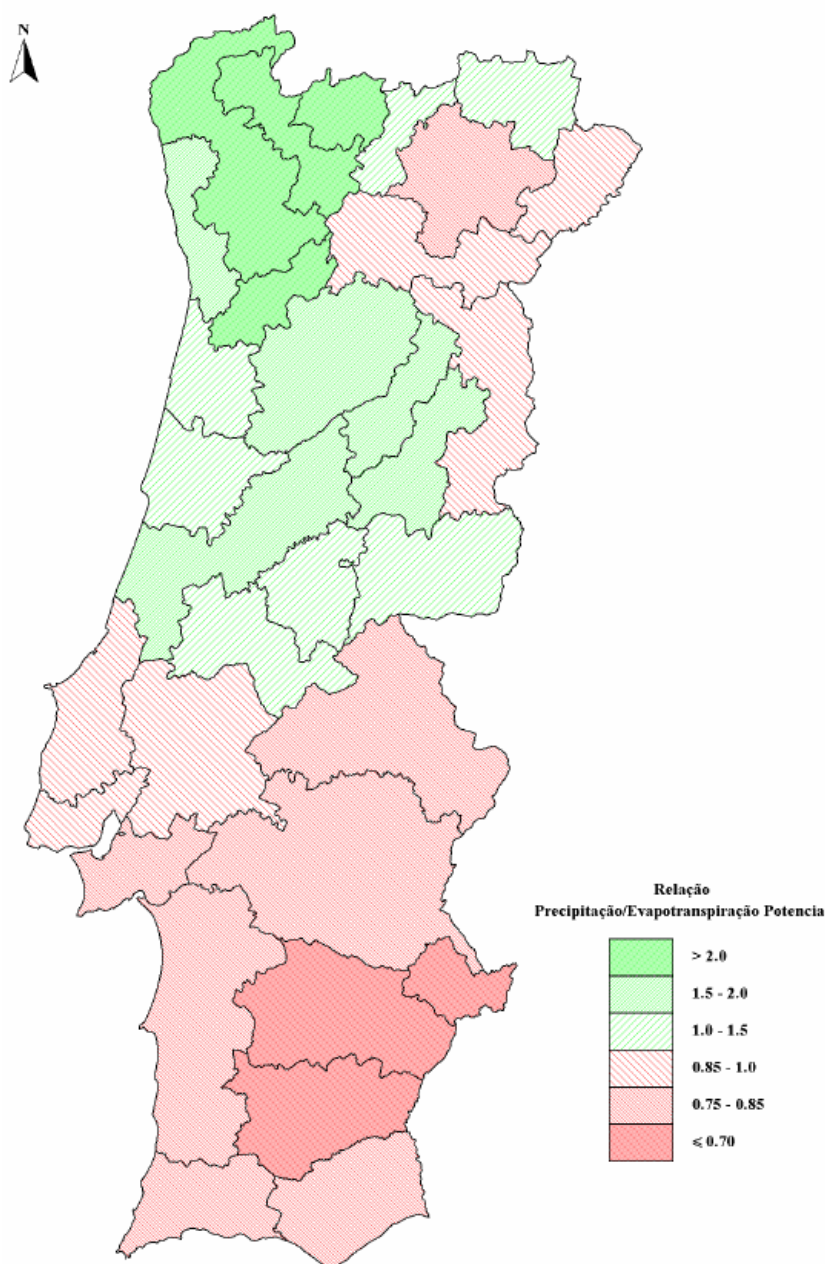 N
Relação
Precipitação/Evapotranspiração Potencia
> 2.0
1.5 - 2.0
1.0 - 1.5
0.85 - 1.0
0.75 - 0.85
≤ 0.70